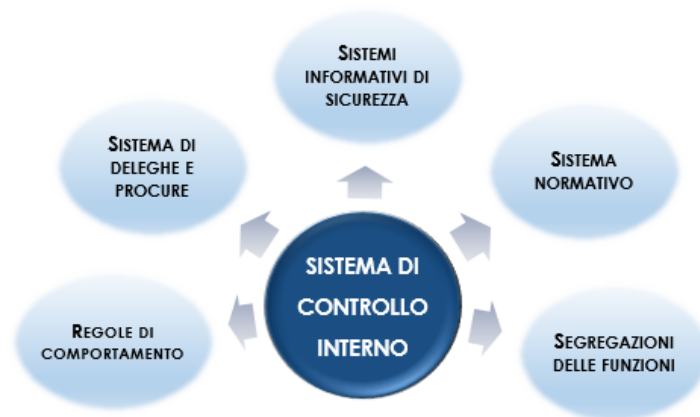 SISTEMI
INFORMATIVI DI
SICUREZZA
SISTEMA DI
DELEGHE E
PROCURE
SISTEMA
NORMATIVO
SISTEMA DI
CONTROLLO
INTERNO
REGOLE DI
COMPORTAMENTO
SEGREGAZIONI
DELLE FUNZIONI